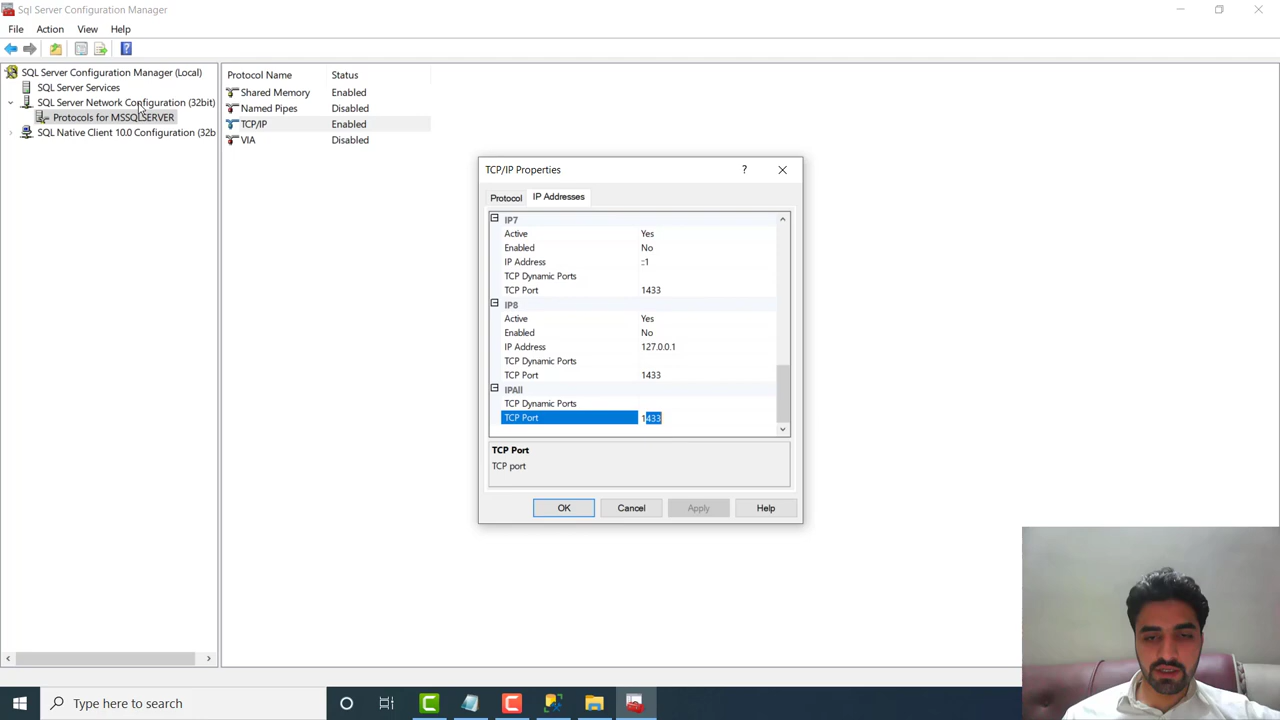 Sql Server Configuration Manager
File Action View Help
SQL Server Configuration Manager (Local)
SQL Server Services
SQL Server Network Configuration (32bit)
Protocols for MSSQLSERVER
SQL Native Client 10.0 Configuration (32b
Protocol Name Status
Shared Memory Enabled
Named Pipes Disabled
TCP/IP Enabled
VIA Disabled
TCP/IP Properties
Protocol IP Addresses
IP7
Active Yes
Enabled No
IP Address ::1
TCP Dynamic Ports
TCP Port 1433
IP8
Active Yes
Enabled No
IP Address 127.0.0.1
TCP Dynamic Ports
TCP Port 1433
IPAll
TCP Dynamic Ports
TCP Port 1433
TCP Port
TCP port
OK Cancel Apply Help
Type here to search